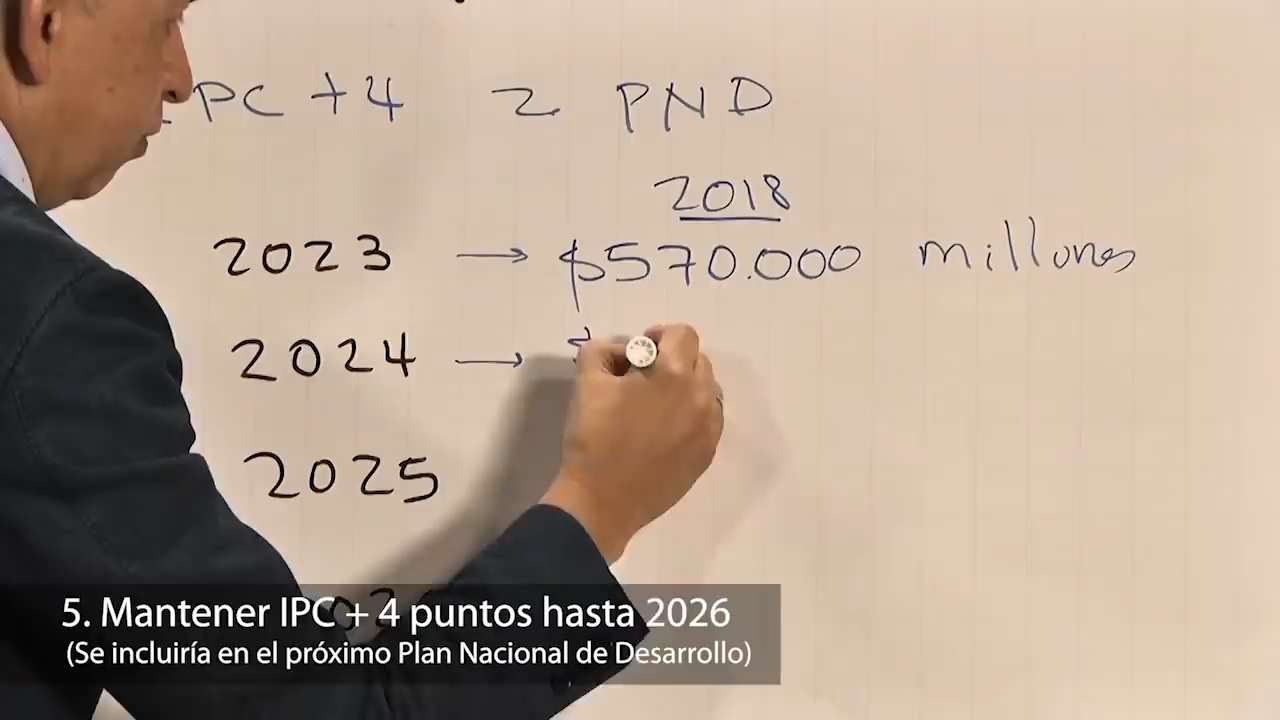 PC +4 2 PND
2018
2023 → $570.000 millones
2024 →
2025
5. Mantener IPC + 4 puntos hasta 2026
(Se incluiría en el próximo Plan Nacional de Desarrollo)